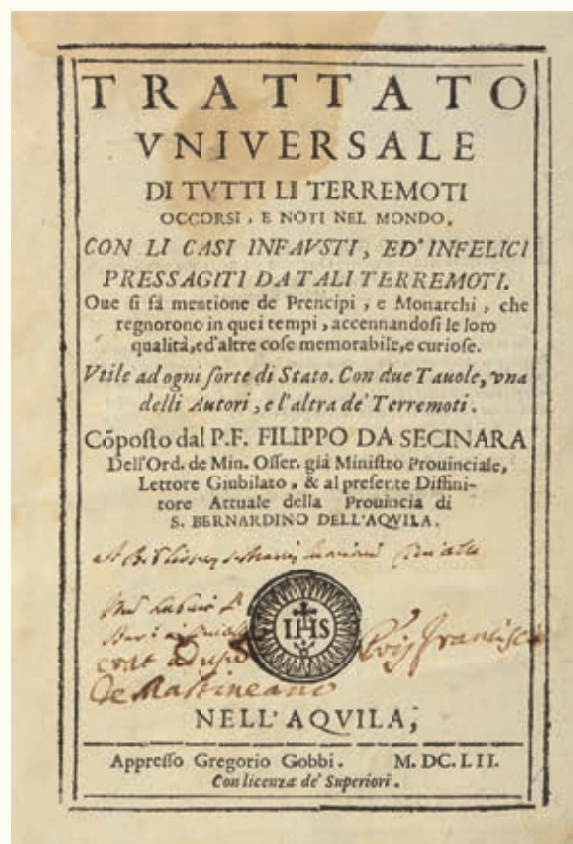 TRATTATO
VNIVERSALE
DI TVTTI LI TERREMOTI
OCCORSI, E NOTI NEL MONDO.
CON LI CASI INFAVSTI, ED' INFELICI
PRESSAGITI DA TALI TERREMOTI.
Oue ſi fà mentione de Prencipi, e Monarchi, che
regnorono in quei tempi, accennandoſi le loro
qualità, ed'altre coſe memorabile, e curioſe.
Vtile ad ogni ſorte di Stato. Con due Tauole, vna
delli Autori, e l'altra de' Terremoti.
Cõpoſto dal P.F. FILIPPO DA SECINARA
Dell'Ord. de Min. Oſſer. già Miniſtro Prouinciale,
Lettore Giubilato, & al preſente Diffini-
tore Attuale della Prouincia di
S. BERNARDINO DELL'AQVILA.
IHS
NELL'AQVILA,
Appreſſo Gregorio Gobbi. M. DC. LII.
Con licenza de' Superiori.